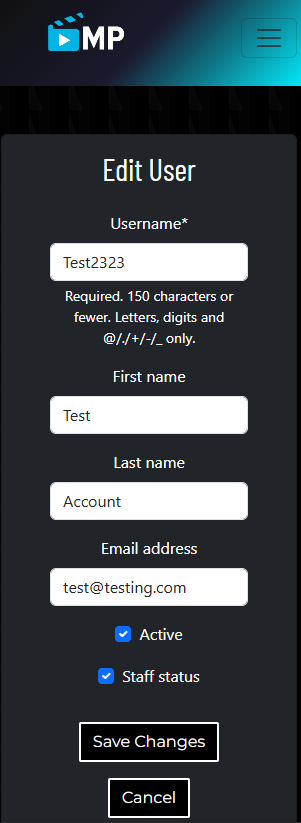 MP
Edit User
Username*
Test2323
Required. 150 characters or
fewer. Letters, digits and
@/./+/-/_ only.
First name
Test
Last name
Account
Email address
test@testing.com
Active
Staff status
Save Changes
Cancel